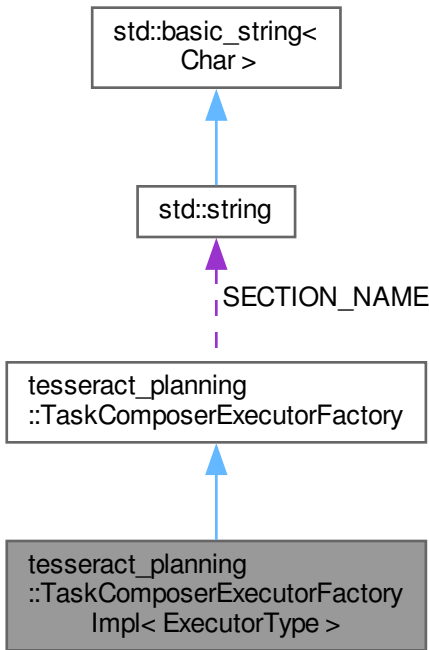 std::basic_string<
Char >
std::string
SECTION_NAME
tesseract_planning
::TaskComposerExecutorFactory
tesseract_planning
::TaskComposerExecutorFactory
Impl< ExecutorType >